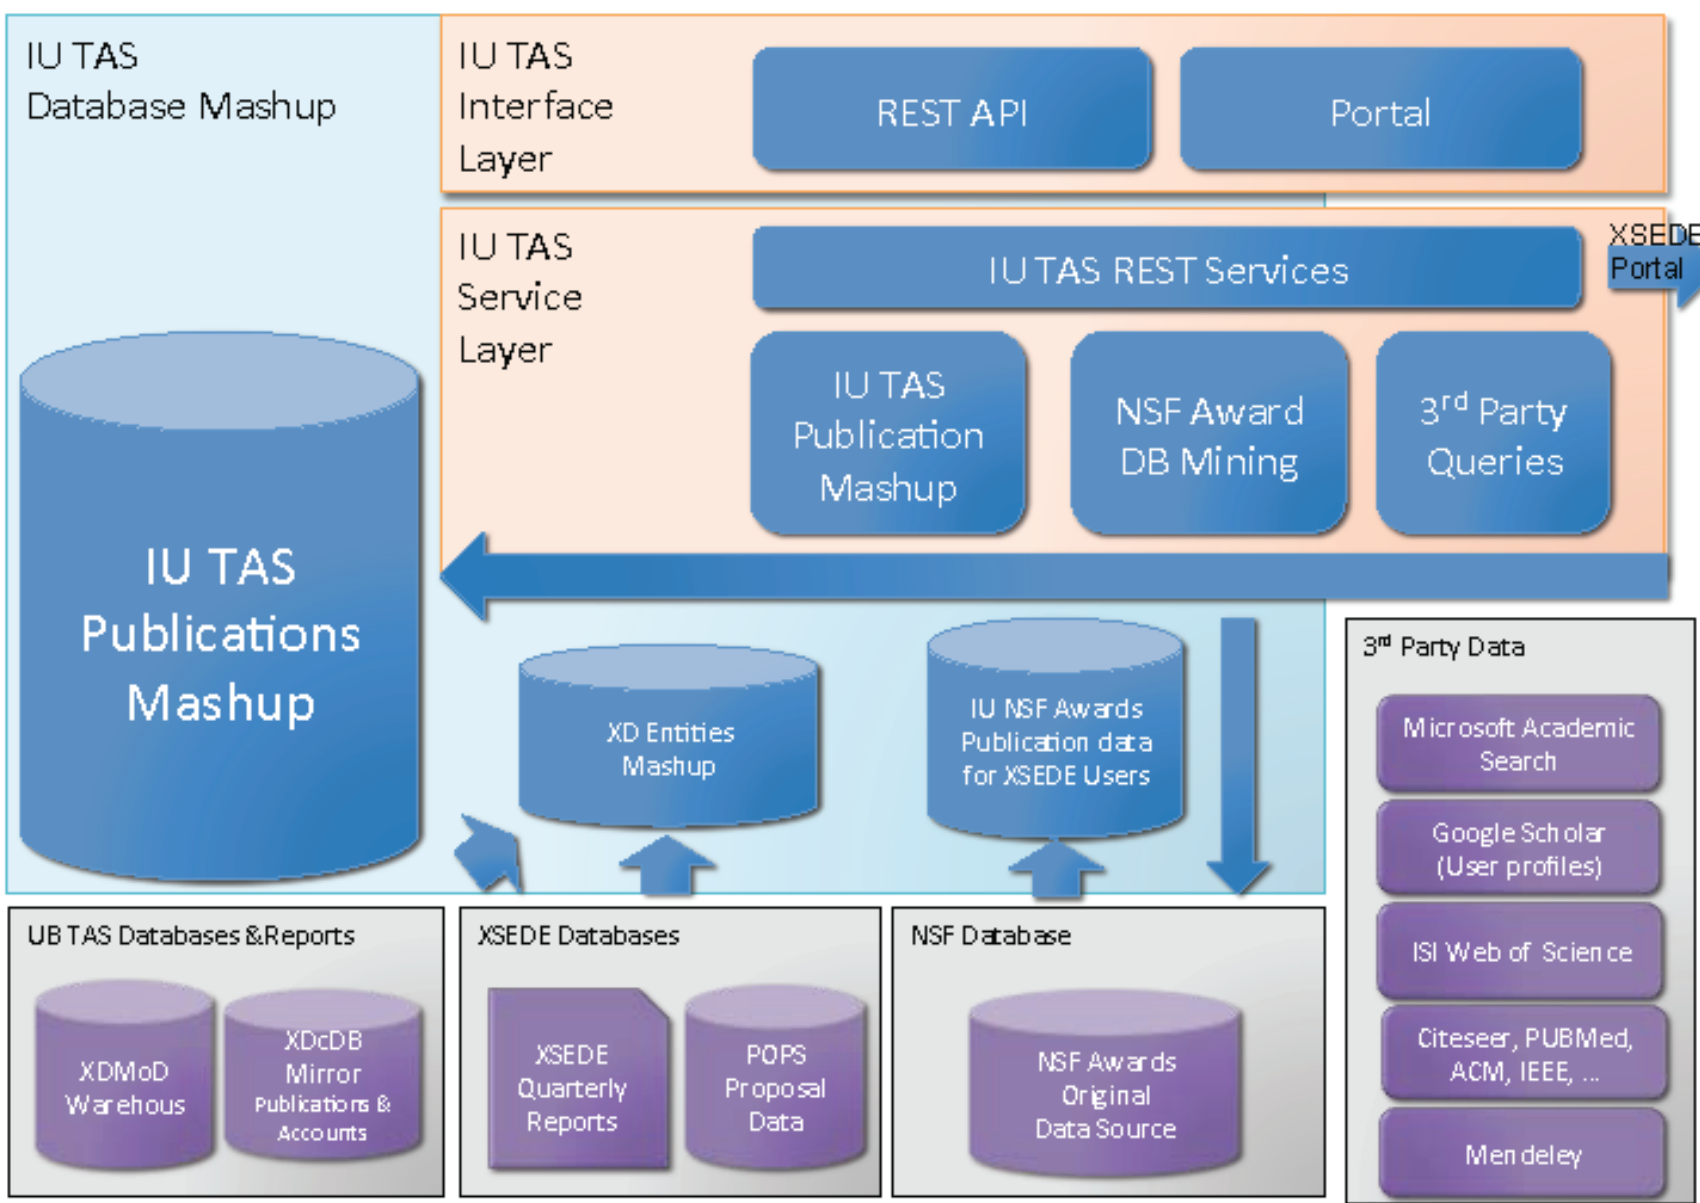 IU TAS
Database Mashup
IU TAS
Interface
Layer
REST API
Portal
IU TAS
Service
Layer
IU TAS REST Services
XSEDE
Portal
IU TAS
Publication
Mashup
NSF Award
DB Mining
3rd Party
Queries
IU TAS
Publications
Mashup
XD Entities
Mashup
IU NSF Awards
Publication data
for XSEDE Users
3rd Party Data
Microsoft Academic
Search
Google Scholar
(User profiles)
ISI Web of Science
Citeseer, PUBMed,
ACM, IEEE, ...
Mendeley
UB TAS Databases &Reports
XDMoD
Warehous
XDcDB
Mirror
Publications &
Accounts
XSEDE Databases
XSEDE
Quarterly
Reports
POPS
Proposal
Data
NSF Database
NSF Awards
Original
Data Source